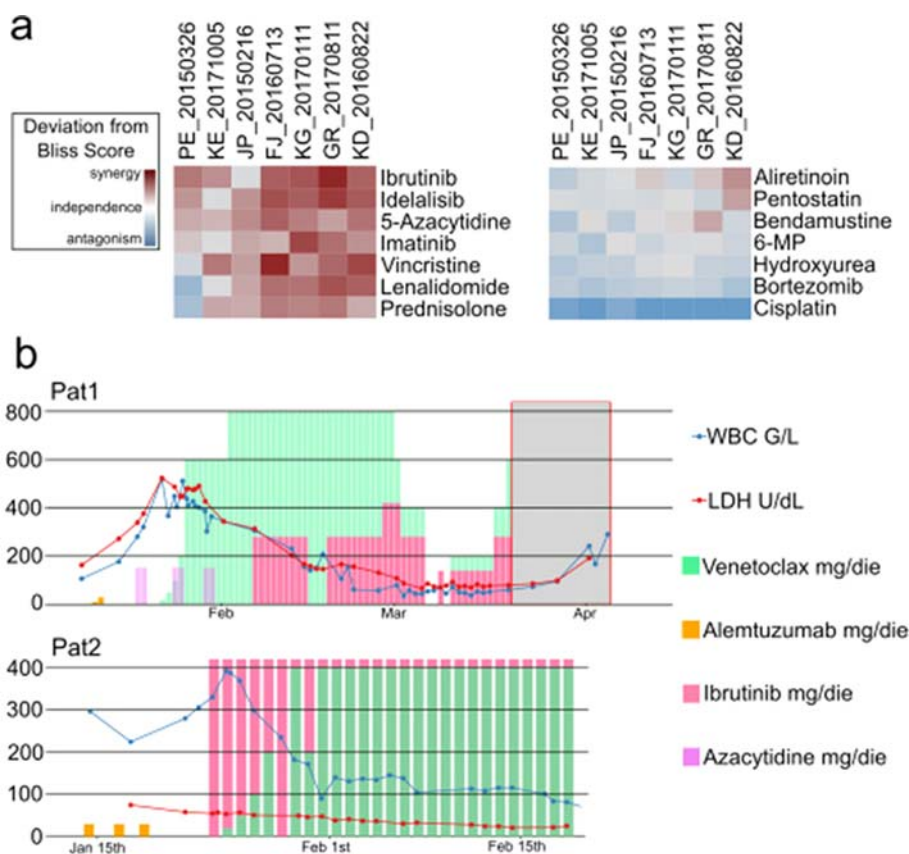 a
Deviation from
Bliss Score
synergy
independence
antagonism
PE_20150326
KE_20171005
JP_20150216
FJ_20160713
KG_20170111
GR_20170811
KD_20160822
Ibrutinib
Idelalisib
5-Azacytidine
Imatinib
Vincristine
Lenalidomide
Prednisolone
PE_20150326
KE_20171005
JP_20150216
FJ_20160713
KG_20170111
GR_20170811
KD_20160822
Aliretinoin
Pentostatin
Bendamustine
6-MP
Hydroxyurea
Bortezomib
Cisplatin
b
Pat1
800
600
400
200
0
Feb
Mar
Apr
Pat2
400
300
200
100
0
Jan 15th
Feb 1st
Feb 15th
WBC G/L
LDH U/dL
Venetoclax mg/die
Alemtuzumab mg/die
Ibrutinib mg/die
Azacytidine mg/die